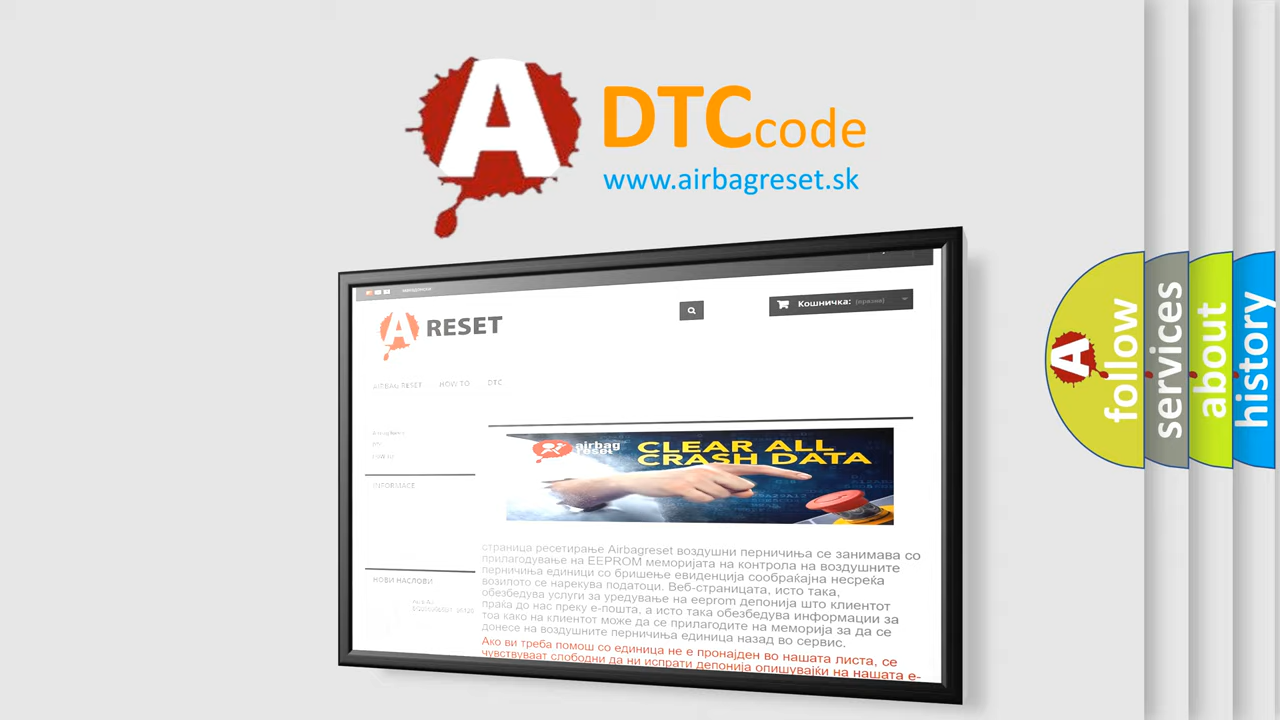 A DTCcode
www.airbagreset.sk
A RESET
Кошничка: (празни)
AIRBAG RESET HOW TO DTC
INFORMACE
НОВИ НАСЛОВИ
airbag reset
CLEAR ALL
CRASH DATA
страница ресетирање Airbagreset воздушни перничиња се занимава со
прилагодување на EEPROM меморијата на контрола на воздушните
перничиња единици со бришење евиденција сообраќајна несреќа
возилото се нарекува податоци. Веб-страницата, исто така,
обезбедува услуги за уредување на eeprom депонија што клиентот
праќа до нас преку е-пошта, а исто така обезбедува информации за
тоа како на клиентот може да се прилагодите на меморија за да се
донесе на воздушните перничиња единица назад во сервис.
Ако ви треба помош со единица не е пронајден во нашата листа, се
чувствуваат слободни да ни испрати депонија опишувајќи на нашата е-
A follow
services
about
history